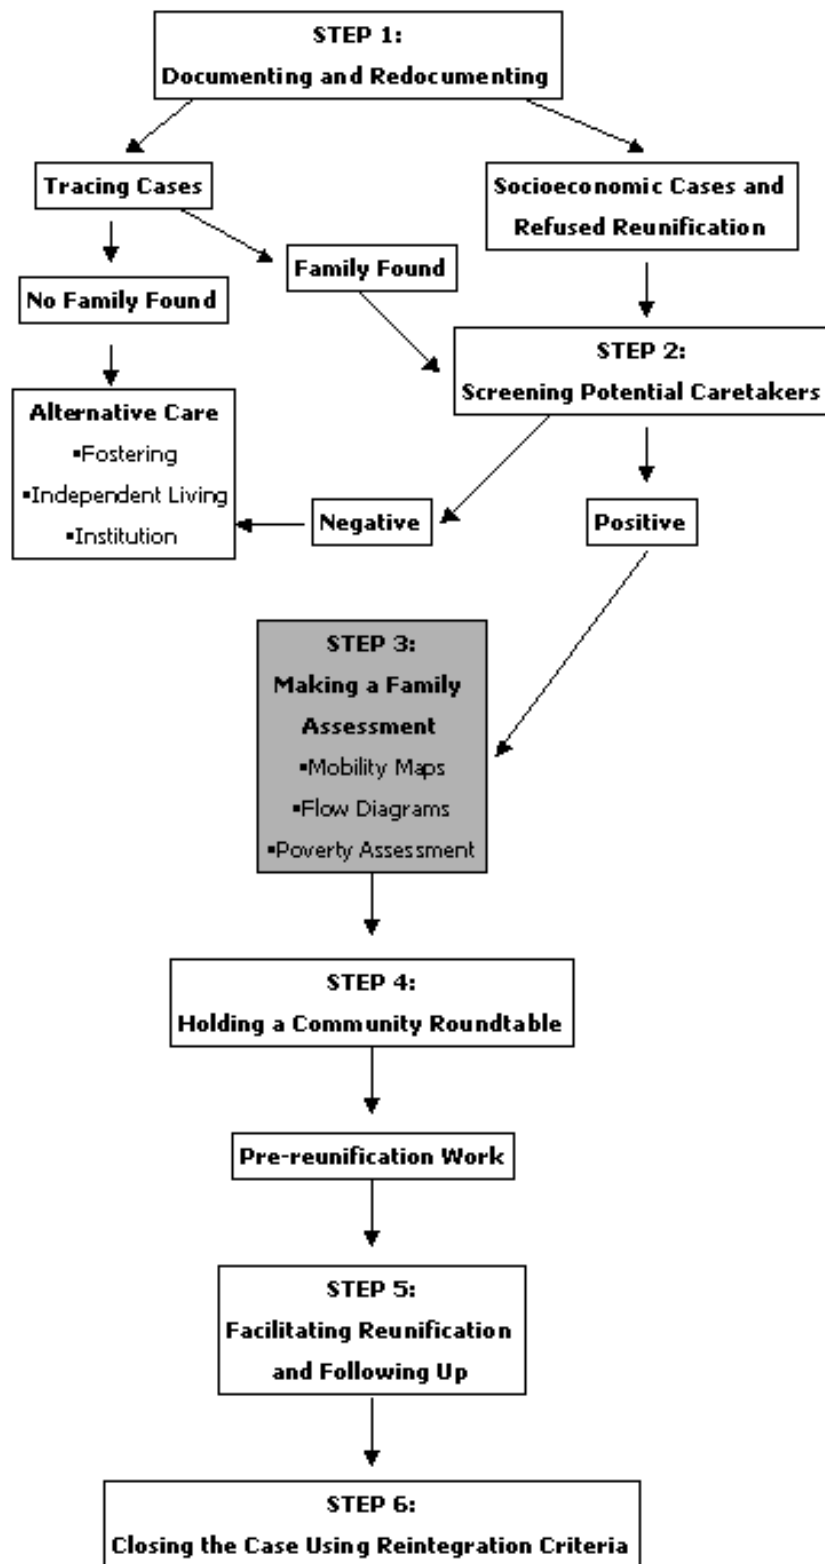 STEP 1:
Documenting and Redocumenting
Tracing Cases
Socioeconomic Cases and
Refused Reunification
Family Found
No Family Found
STEP 2:
Screening Potential Caretakers
Alternative Care
▪Fostering
▪Independent Living
▪Institution
Negative
Positive
STEP 3:
Making a Family
Assessment
▪Mobility Maps
▪Flow Diagrams
▪Poverty Assessment
STEP 4:
Holding a Community Roundtable
Pre-reunification Work
STEP 5:
Facilitating Reunification
and Following Up
STEP 6:
Closing the Case Using Reintegration Criteria